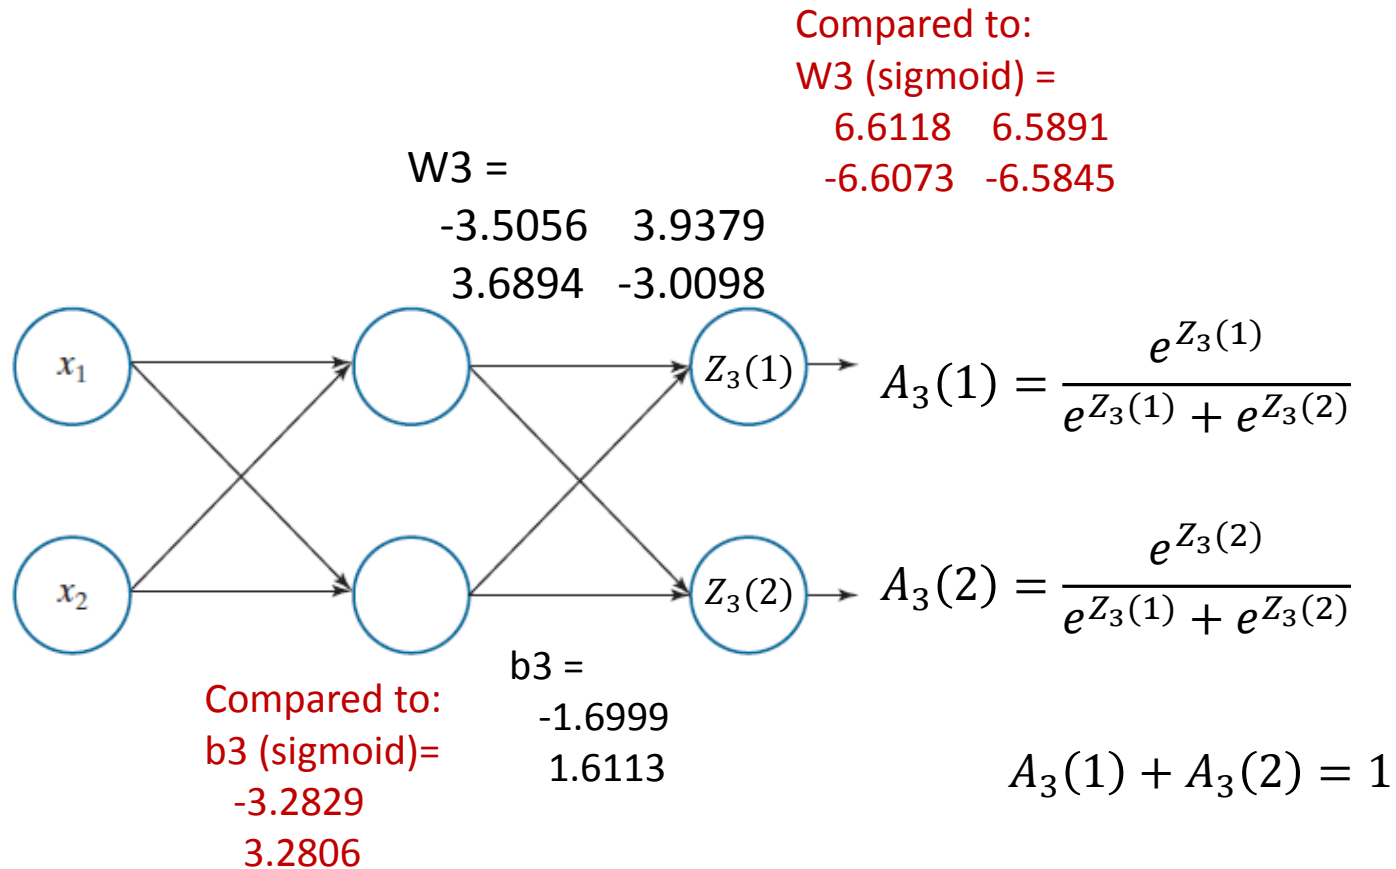 Compared to:
W3 (sigmoid) =
6.6118 6.5891
-6.6073 -6.5845
W3 =
-3.5056 3.9379
3.6894 -3.0098
x₁
Z₃(1)
A₃(1) = e^{Z₃(1)} / (e^{Z₃(1)} + e^{Z₃(2)})
x₂
Z₃(2)
A₃(2) = e^{Z₃(2)} / (e^{Z₃(1)} + e^{Z₃(2)})
b3 =
-1.6999
1.6113
Compared to:
b3 (sigmoid)=
-3.2829
3.2806
A₃(1) + A₃(2) = 1